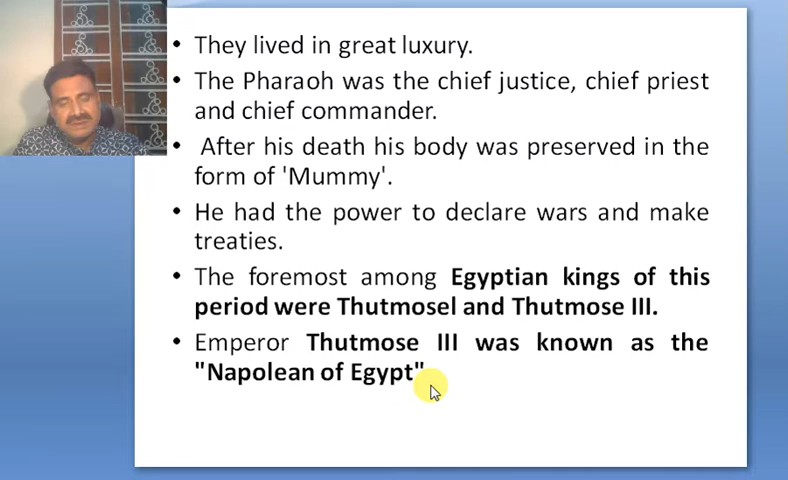 • They lived in great luxury.
• The Pharaoh was the chief justice, chief priest
and chief commander.
• After his death his body was preserved in the
form of 'Mummy'.
• He had the power to declare wars and make
treaties.
• The foremost among Egyptian kings of this
period were Thutmosel and Thutmose III.
• Emperor Thutmose III was known as the
"Napolean of Egypt"